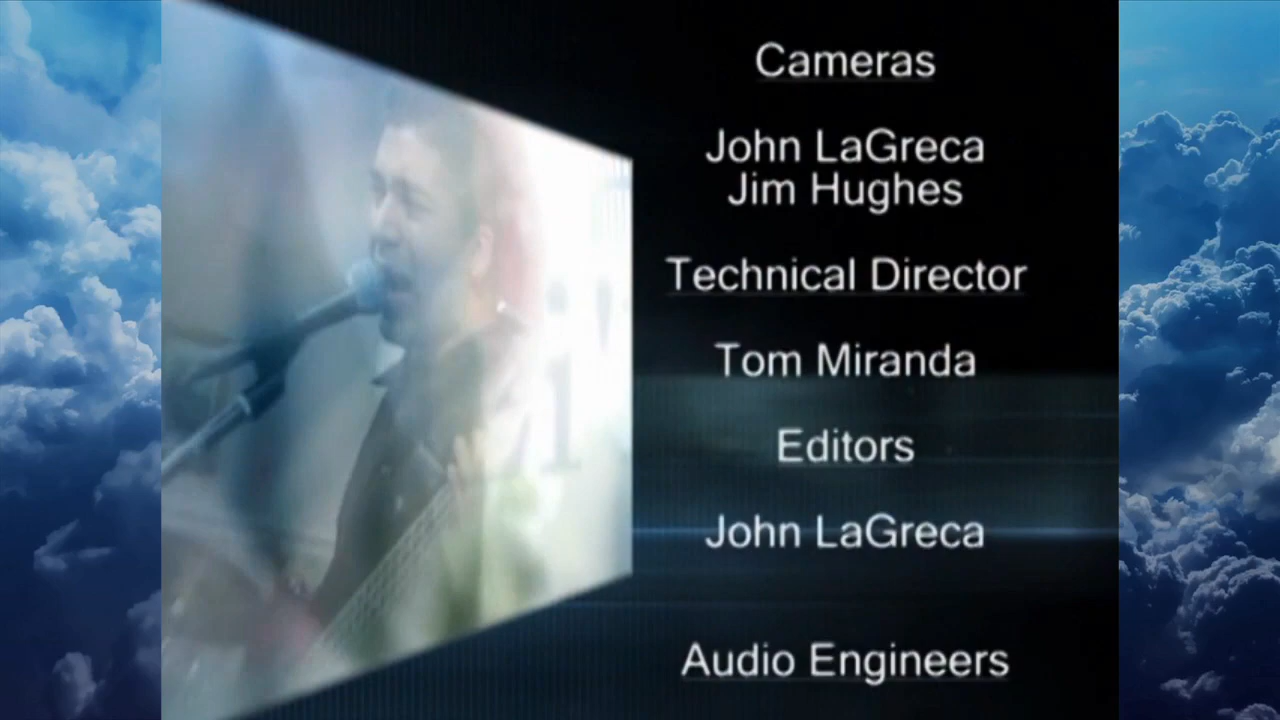 Cameras
John LaGreca
Jim Hughes
Technical Director
Tom Miranda
Editors
John LaGreca
Audio Engineers